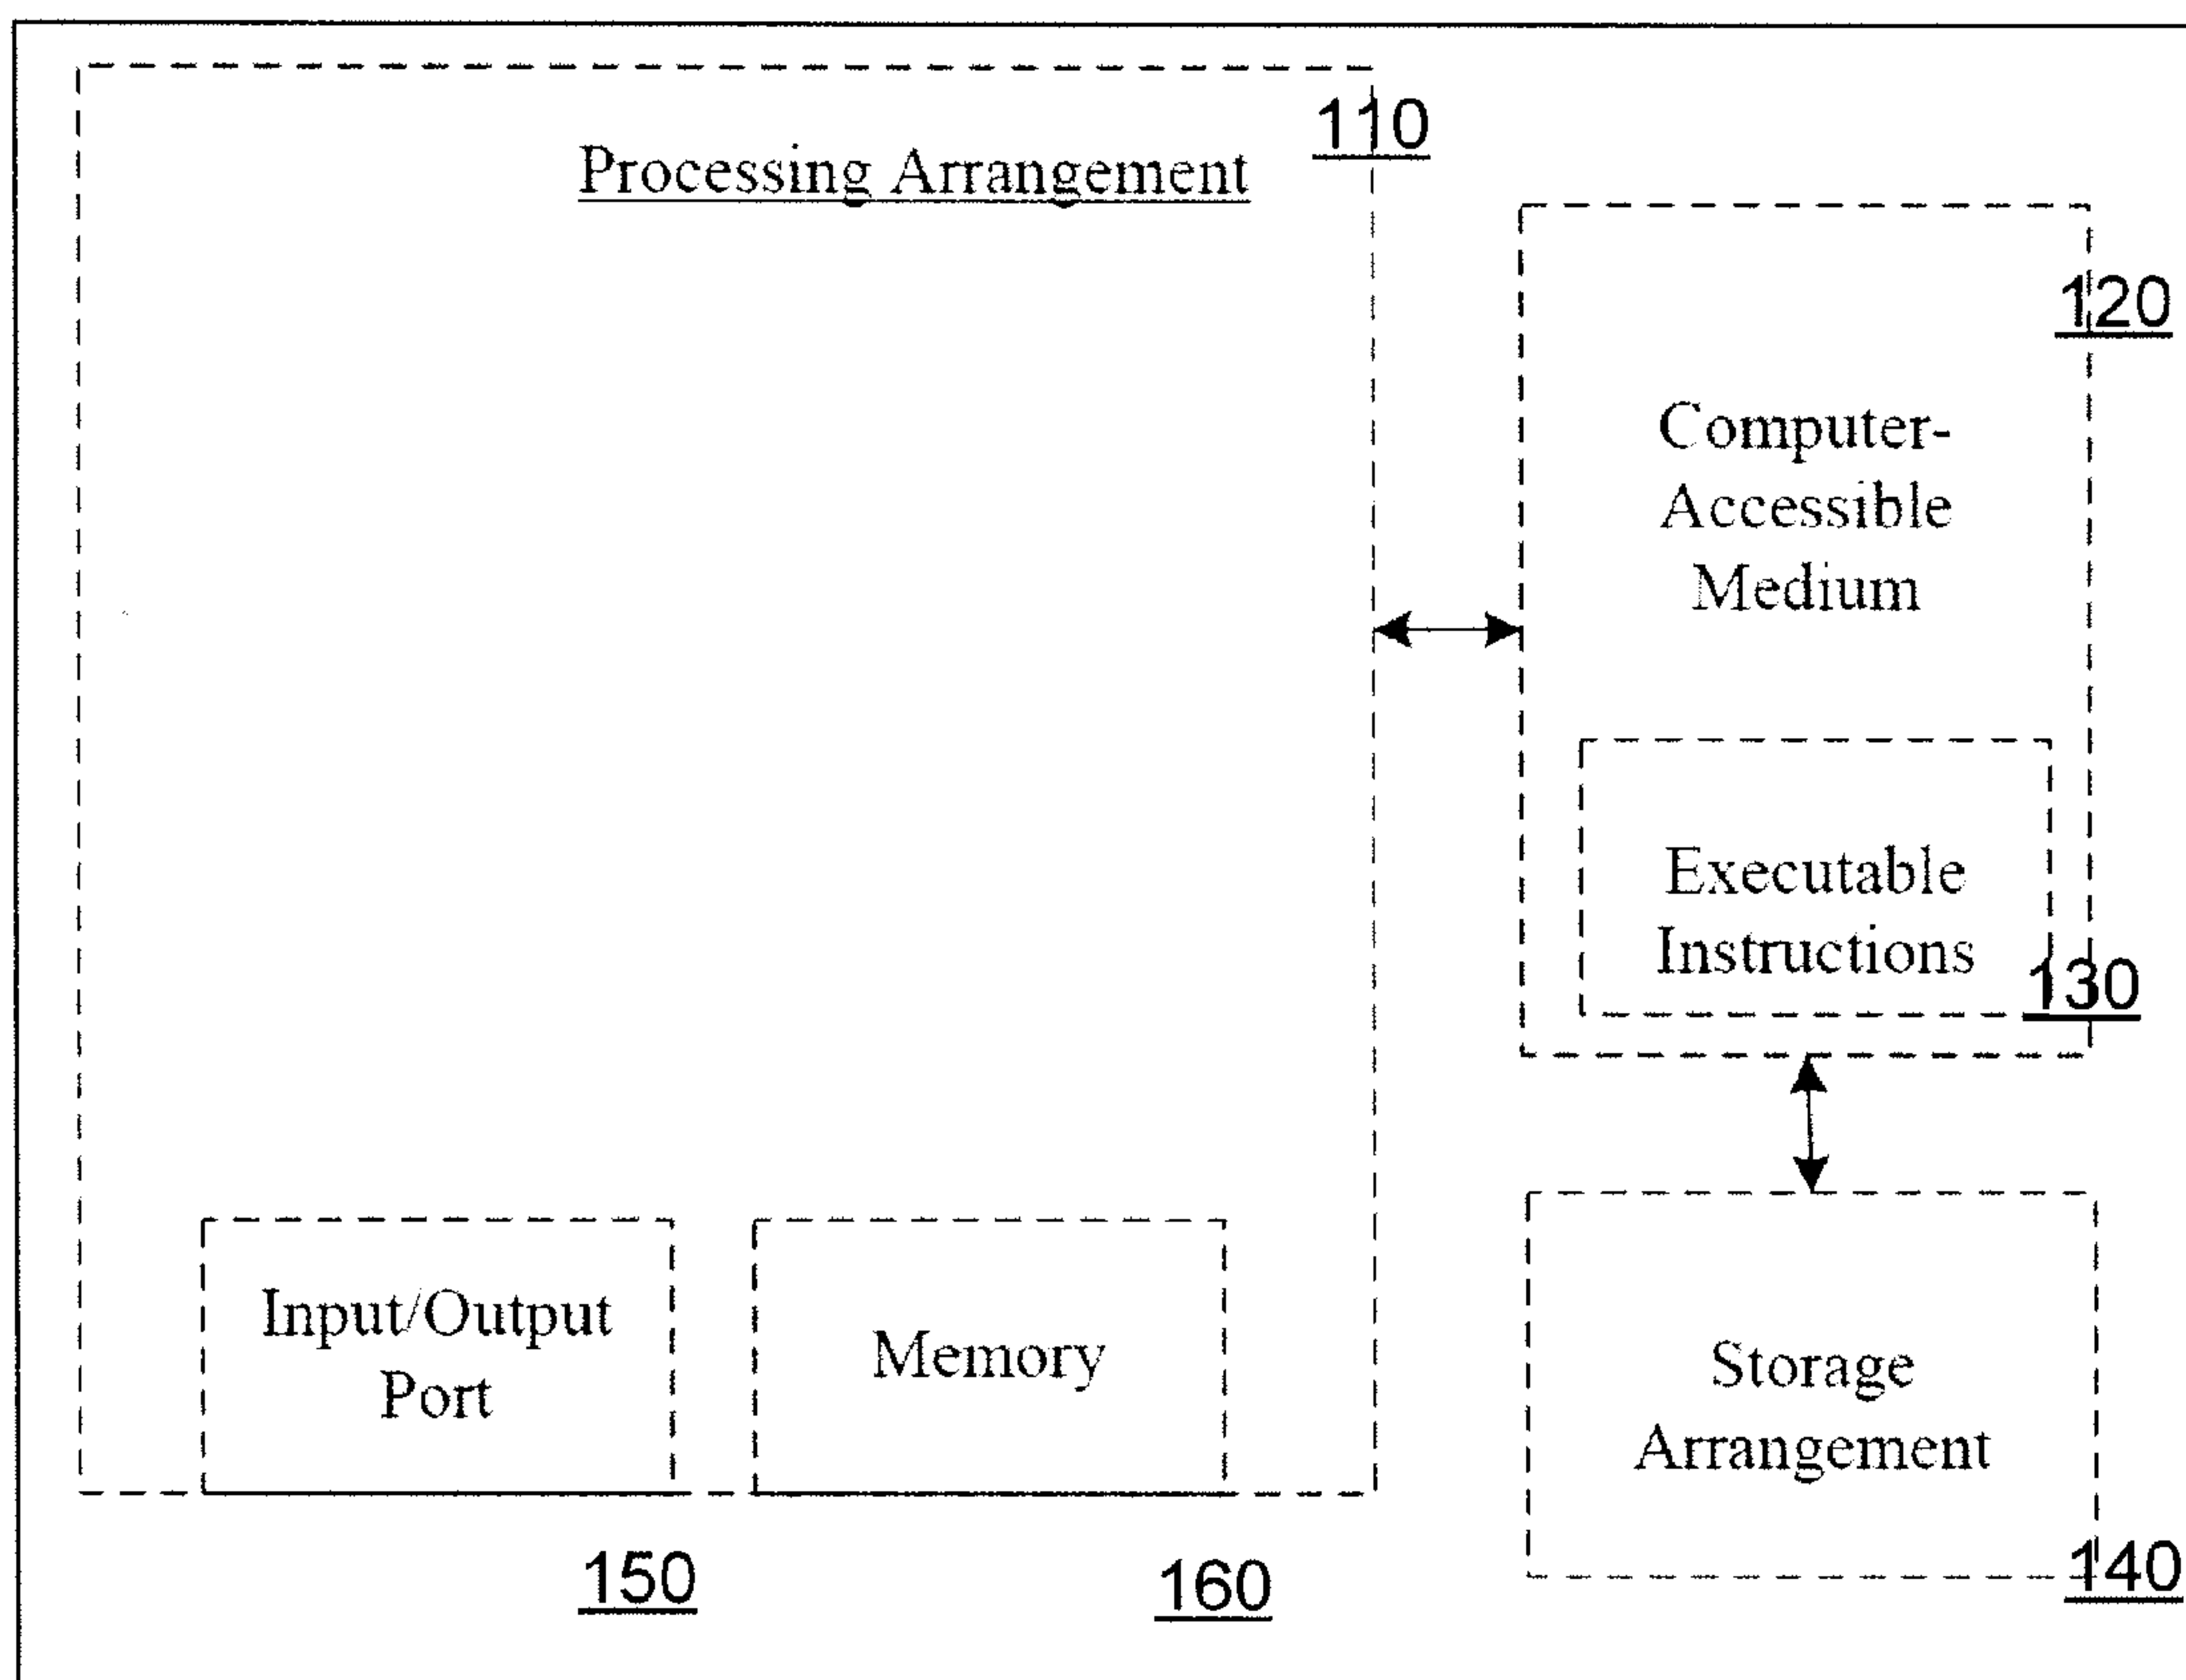 110
Processing Arrangement
120
Computer-
Accessible
Medium
Executable
Instructions
130
Input/Output
Port
Memory
Storage
Arrangement
150
160
140